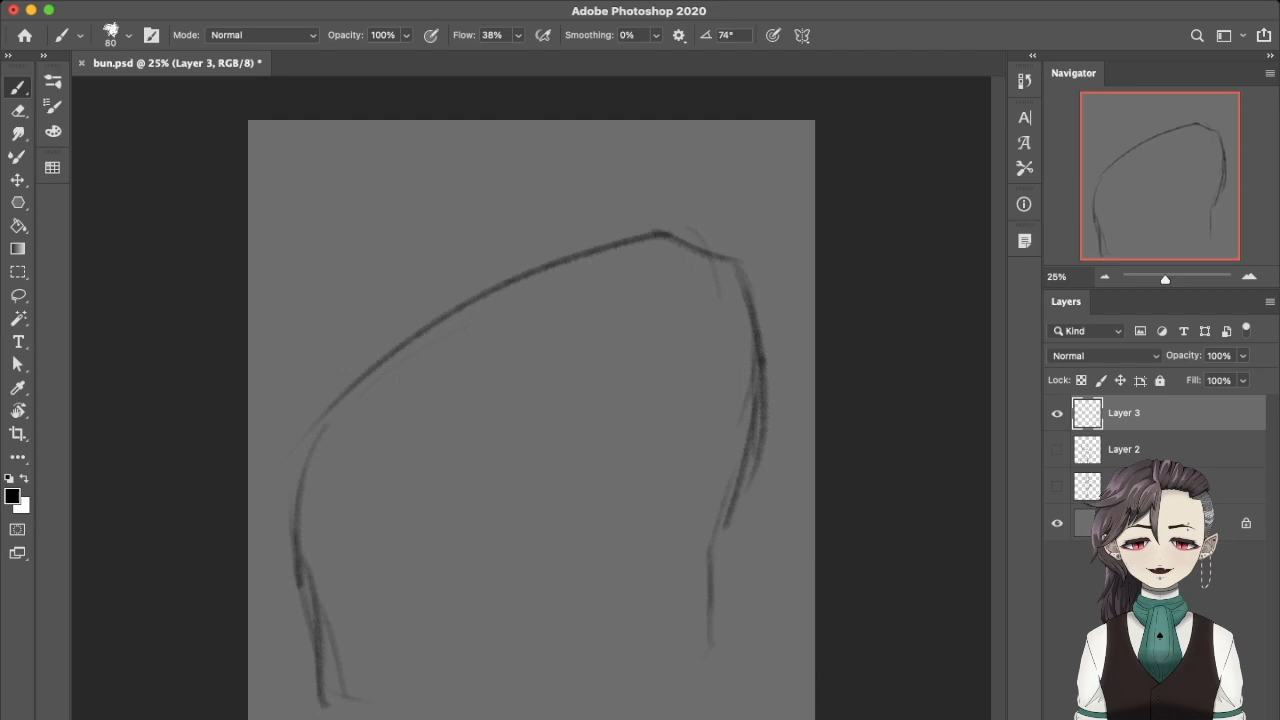 Adobe Photoshop 2020
80
Mode: Normal
Opacity: 100%
Flow: 38%
Smoothing: 0%
74°
bun.psd @ 25% (Layer 3, RGB/8) *
Navigator
25%
Layers
Kind
Normal
Opacity: 100%
Lock:
Fill: 100%
Layer 3
Layer 2